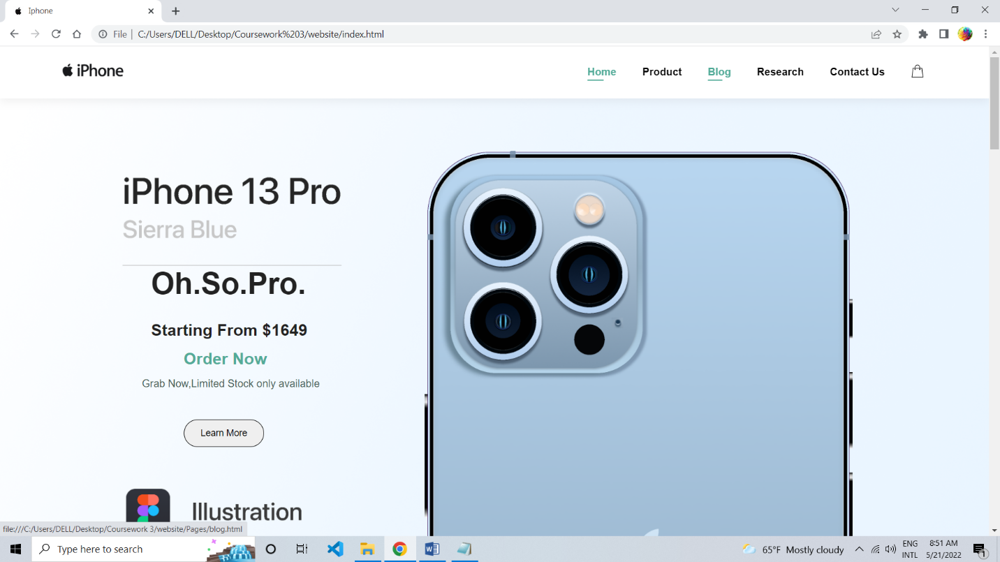 Iphone
File | C:/Users/DELL/Desktop/Coursework%203/website/index.html
iPhone
Home Product Blog Research Contact Us
iPhone 13 Pro
Sierra Blue
Oh.So.Pro.
Starting From $1649
Order Now
Grab Now,Limited Stock only available
Learn More
Illustration
file:///C:/Users/DELL/Desktop/Coursework 3/website/Pages/blog.html
Type here to search
65°F Mostly cloudy
ENG
INTL
8:51 AM
5/21/2022
1